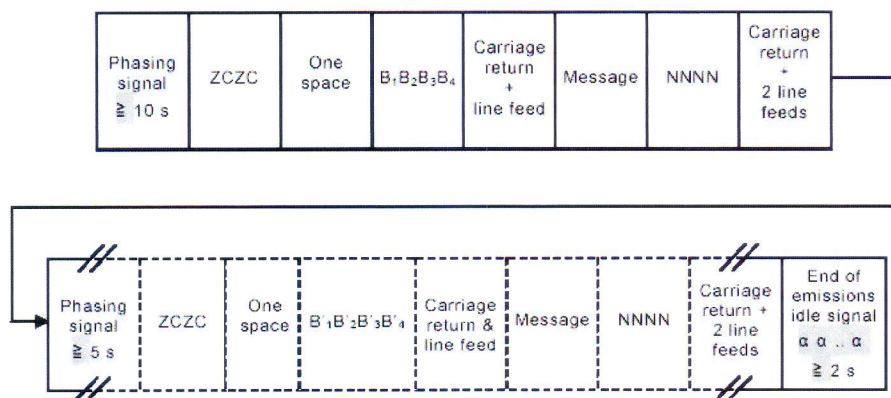 Phasing
signal
≧ 10 s
ZCZC
One
space
B₁B₂B₃B₄
Carriage
return
+
line feed
Message
NNNN
Carriage
return
+
2 line
feeds
Phasing
signal
≧ 5 s
ZCZC
One
space
B'₁B'₂B'₃B'₄
Carriage
return &
line feed
Message
NNNN
Carriage
return +
2 line
feeds
End of
emissions
idle signal
α α .. α
≧ 2 s